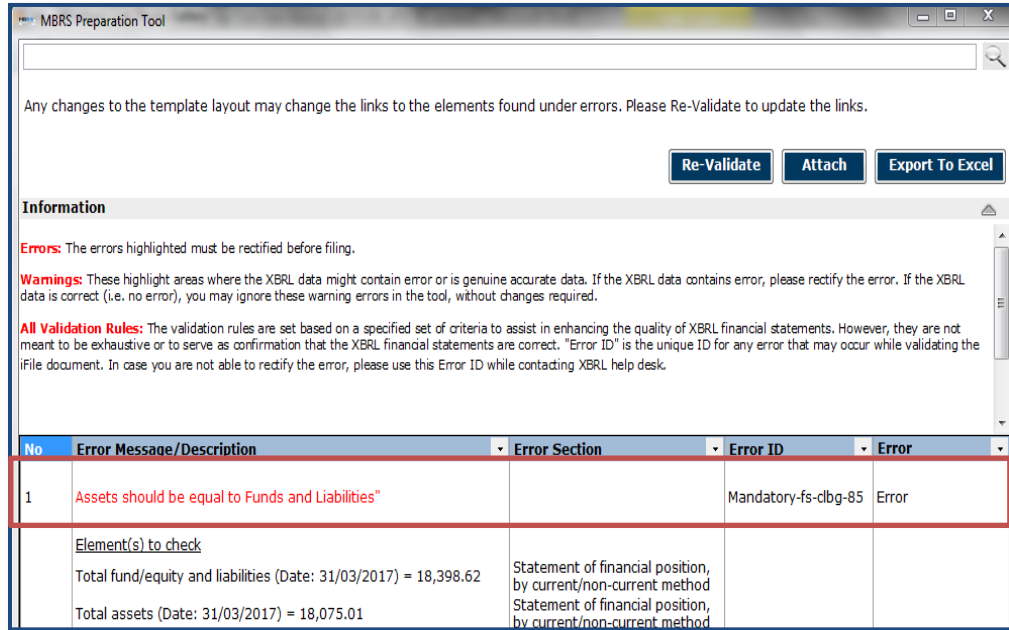 MBRS Preparation Tool
Any changes to the template layout may change the links to the elements found under errors. Please Re-Validate to update the links.
Re-Validate Attach Export To Excel
Information
Errors: The errors highlighted must be rectified before filing.
Warnings: These highlight areas where the XBRL data might contain error or is genuine accurate data. If the XBRL data contains error, please rectify the error. If the XBRL
data is correct (i.e. no error), you may ignore these warning errors in the tool, without changes required.
All Validation Rules: The validation rules are set based on a specified set of criteria to assist in enhancing the quality of XBRL financial statements. However, they are not
meant to be exhaustive or to serve as confirmation that the XBRL financial statements are correct. "Error ID" is the unique ID for any error that may occur while validating the
iFile document. In case you are not able to rectify the error, please use this Error ID while contacting XBRL help desk.
No Error Message/Description Error Section Error ID Error
1 Assets should be equal to Funds and Liabilities" Mandatory-fs-clbg-85 Error
Element(s) to check
Total fund/equity and liabilities (Date: 31/03/2017) = 18,398.62 Statement of financial position,
by current/non-current method
Total assets (Date: 31/03/2017) = 18,075.01 Statement of financial position,
by current/non-current method